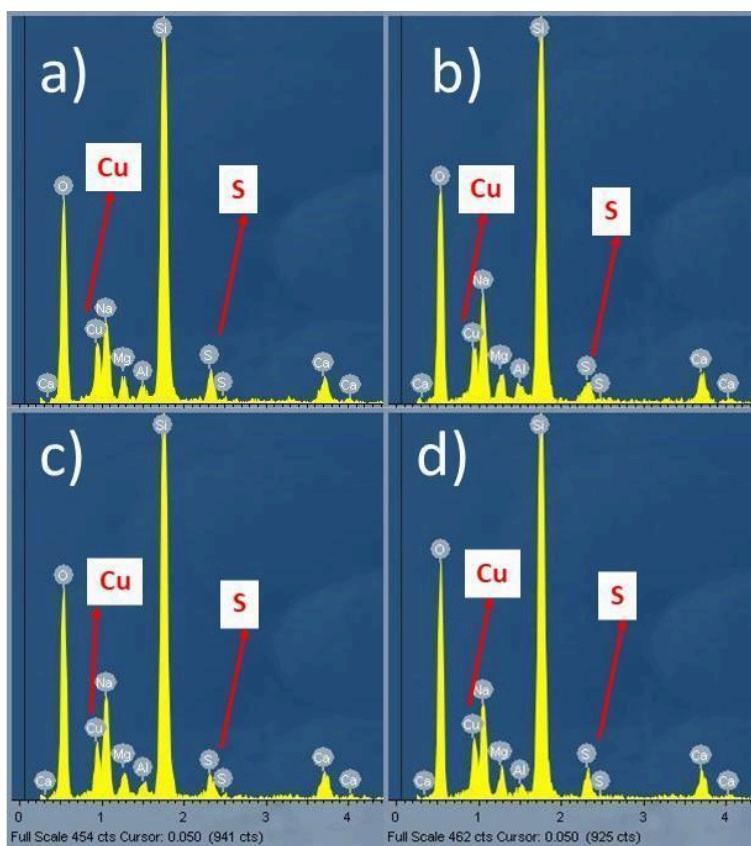 a)
Si
Cu
S
O
Na
Cu
Mg
Al
S
S
Ca
Ca
Ca
b)
Si
Cu
S
O
Na
Cu
Mg
Al
S
S
Ca
Ca
Ca
c)
Si
Cu
S
O
Na
Cu
Mg
Al
S
S
Ca
Ca
Ca
d)
Si
Cu
S
O
Na
Cu
Mg
Al
S
S
Ca
Ca
Ca
0 1 2 3 4
Full Scale 454 cts Cursor: 0.050 (941 cts)
0 1 2 3 4
Full Scale 462 cts Cursor: 0.050 (925 cts)